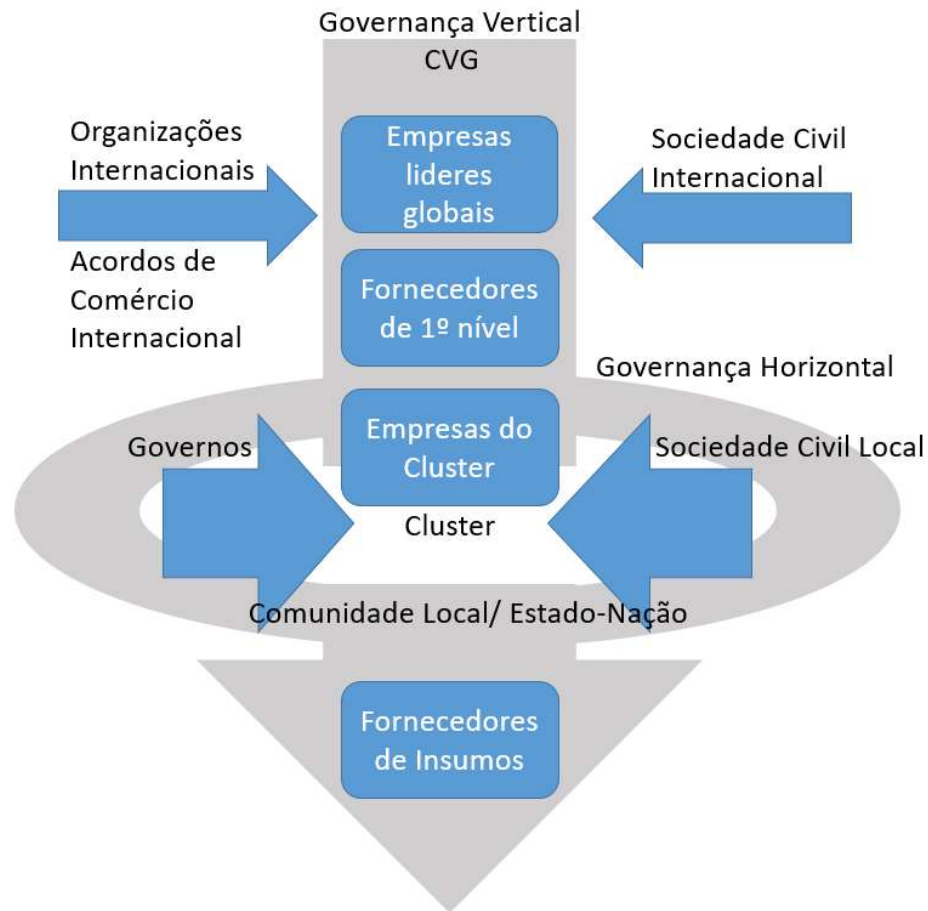 Governança Vertical
CVG
Organizações
Internacionais
Acordos de
Comércio
Internacional
Empresas
lideres
globais
Sociedade Civil
Internacional
Fornecedores
de 1º nível
Governança Horizontal
Governos
Empresas do
Cluster
Sociedade Civil Local
Cluster
Comunidade Local/ Estado-Nação
Fornecedores
de Insumos